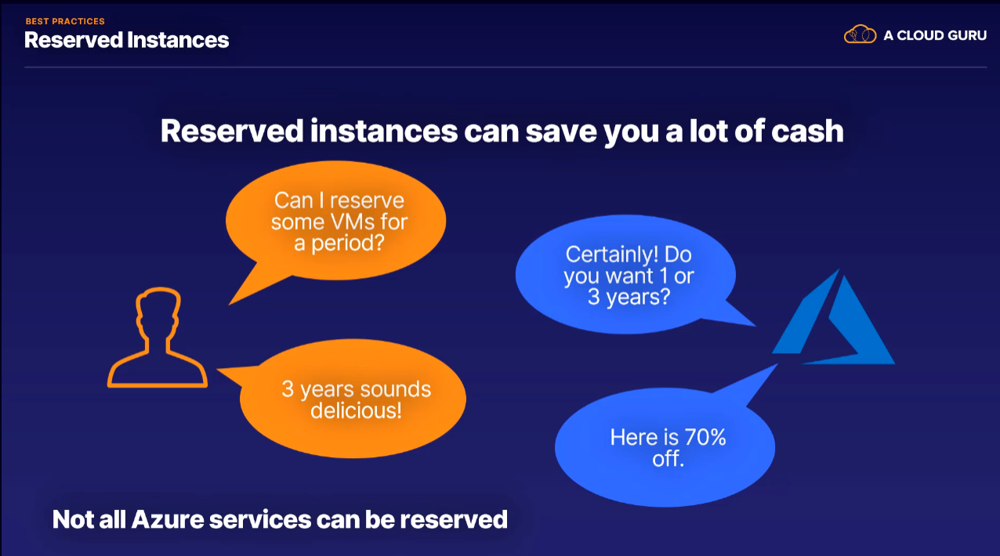 BEST PRACTICES
Reserved Instances
A CLOUD GURU
Reserved instances can save you a lot of cash
Can I reserve
some VMs for
a period?
Certainly! Do
you want 1 or
3 years?
3 years sounds
delicious!
Here is 70%
off.
Not all Azure services can be reserved